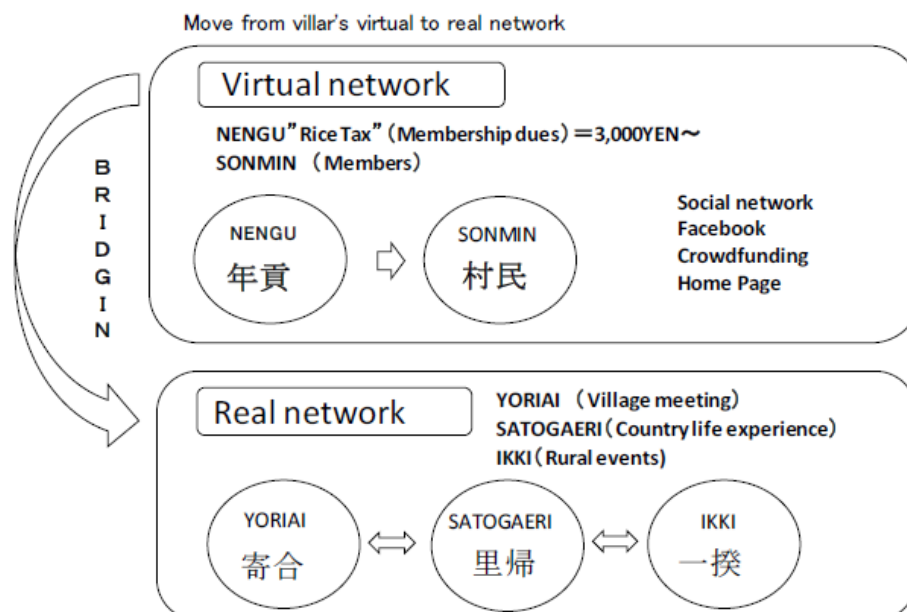 Move from villar's virtual to real network
Virtual network
NENGU”Rice Tax”(Membership dues)＝3,000YEN～
SONMIN （Members）
NENGU
年貢
SONMIN
村民
Social network
Facebook
Crowdfunding
Home Page
BRIDGIN
Real network
YORIAI （Village meeting)
SATOGAERI（Country life experience）
IKKI（Rural events)
YORIAI
寄合
SATOGAERI
里帰
IKKI
一揆